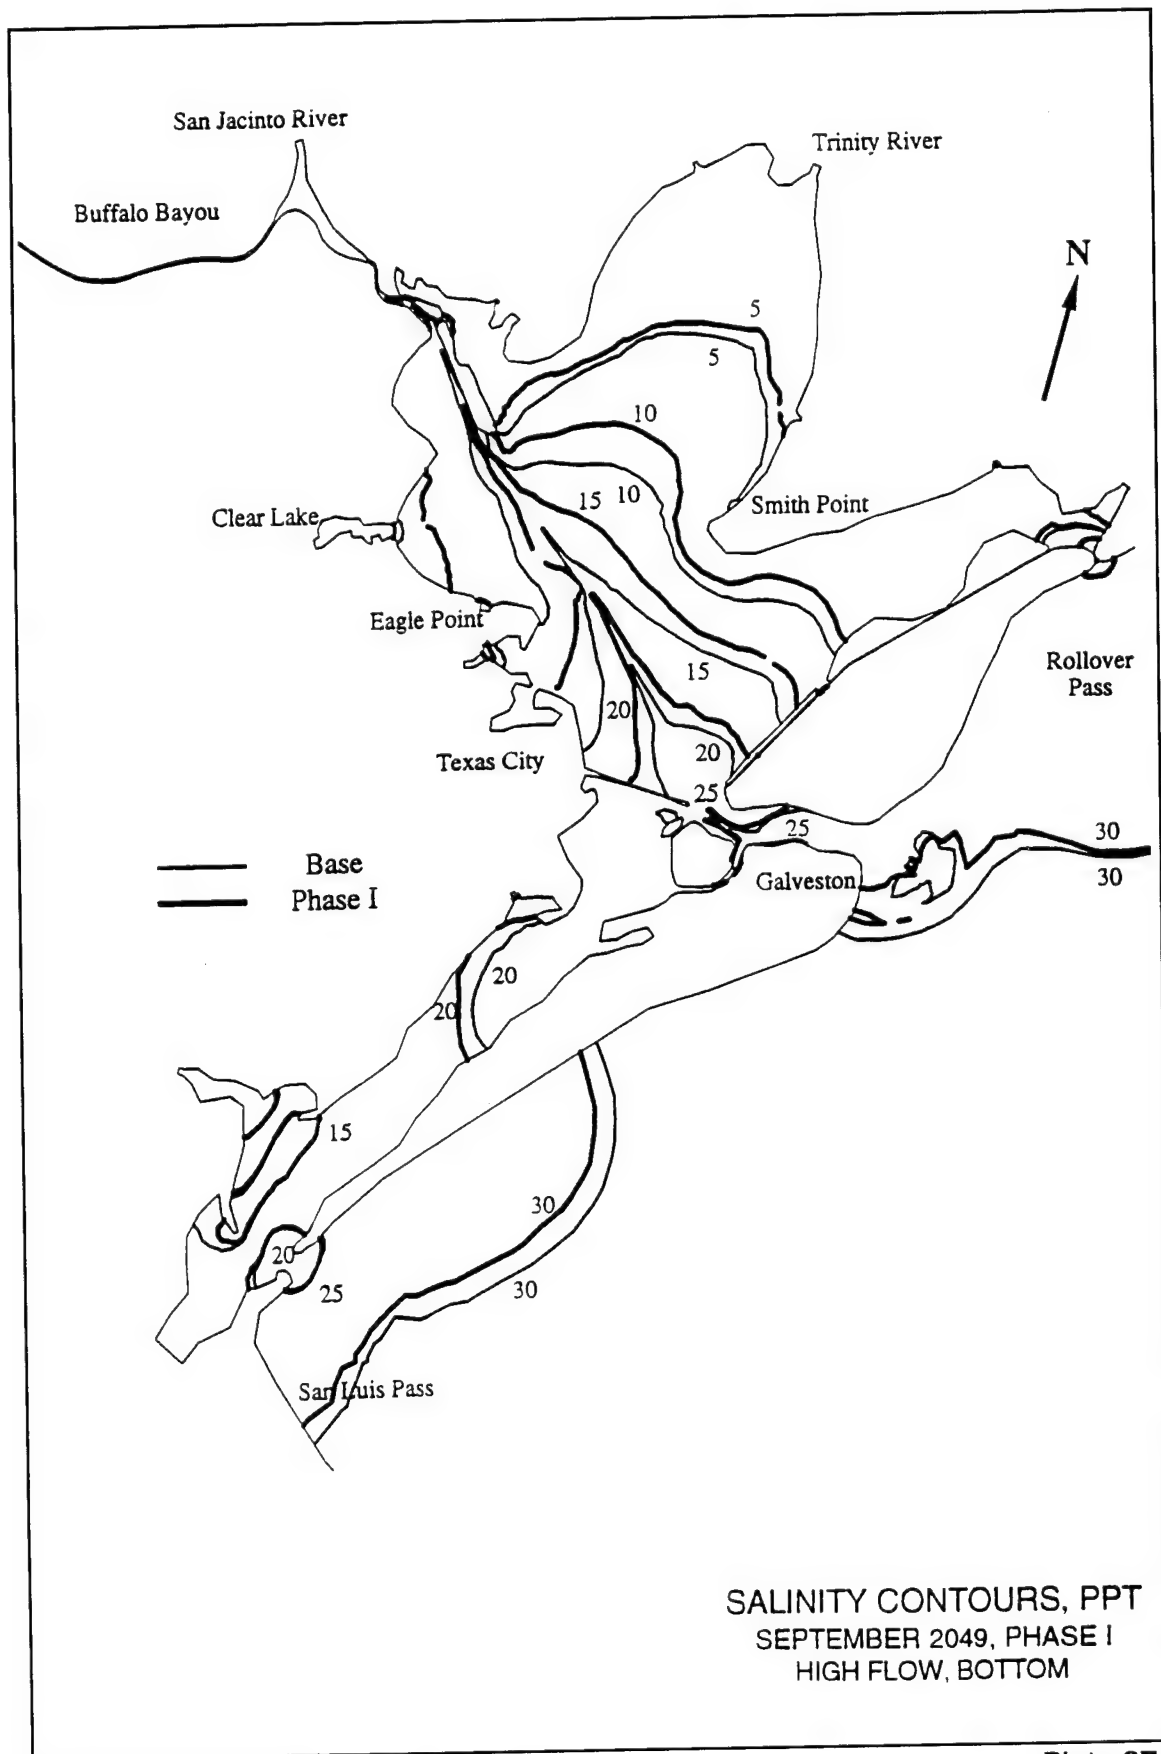 San Jacinto River
Trinity River
Buffalo Bayou
N
5
5
10
15
10
Smith Point
Clear Lake
Eagle Point
Rollover
Pass
15
20
20
Texas City
25
25
30
30
Base
Phase I
Galveston
20
20
15
30
20
25
30
San Luis Pass
SALINITY CONTOURS, PPT
SEPTEMBER 2049, PHASE I
HIGH FLOW, BOTTOM